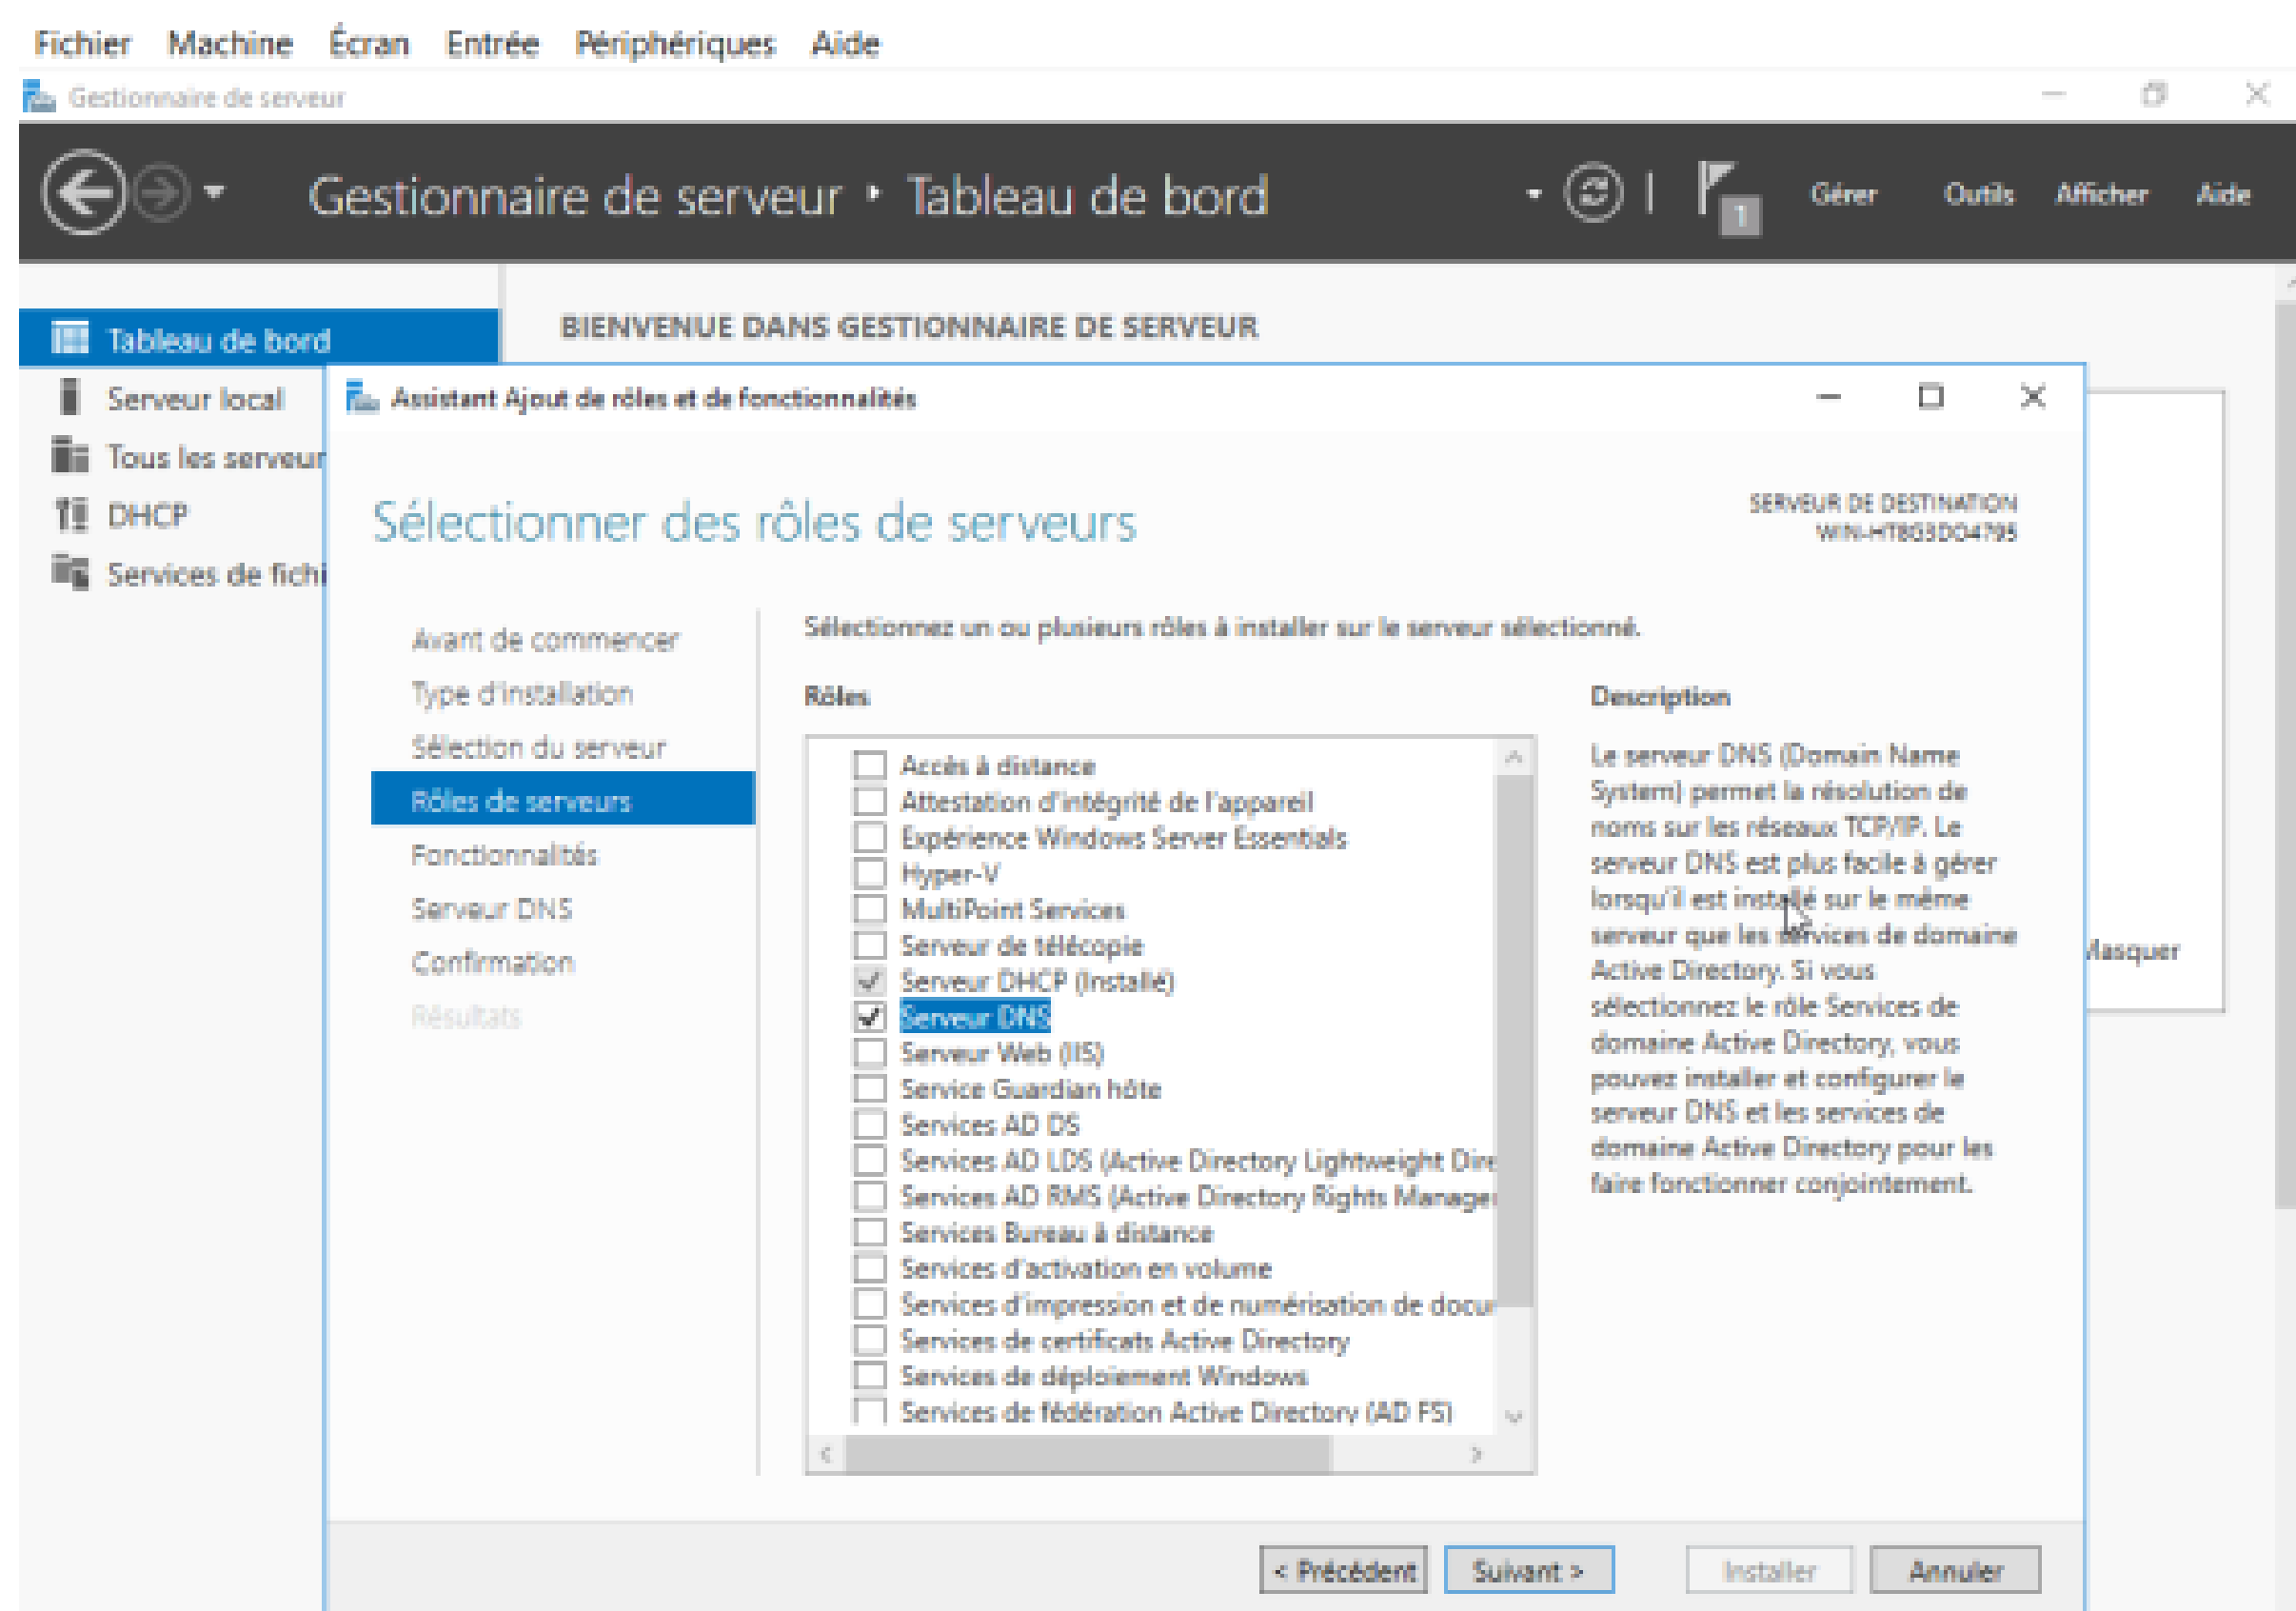 Fichier Machine Écran Entrée Périphériques Aide
Gestionnaire de serveur
Gestionnaire de serveur Tableau de bord
1 Gérer Outils Afficher Aide
Tableau de bord
Serveur local
Tous les serveur
DHCP
Services de fichi
BIENVENUE DANS GESTIONNAIRE DE SERVEUR
Assistant Ajout de rôles et de fonctionnalités
Sélectionner des rôles de serveurs
SERVEUR DE DESTINATION
Avant de commencer
Type d'installation
Sélection du serveur
Rôles de serveurs
Fonctionnalités
Serveur DNS
Confirmation
Résultats
Sélectionnez un ou plusieurs rôles à installer sur le serveur sélectionné.
Rôles
Accès à distance
Attestation d'intégrité de l'appareil
Expérience Windows Server Essentials
Hyper-V
MultiPoint Services
Serveur de télécopie
Serveur DHCP (Installé)
Serveur DNS
Serveur Web (IIS)
Service Guardian hôte
Services AD DS
Services AD LDS (Active Directory Lightweight Dire
Services AD RMS (Active Directory Rights Manage
Services Bureau à distance
Services d'activation en volume
Services d'impression et de numérisation de docu
Services de certificats Active Directory
Services de déploiement Windows
Services de fédération Active Directory (AD FS)
Description
Le serveur DNS (Domain Name
System) permet la résolution de
noms sur les réseaux TCP/IP. Le
serveur DNS est plus facile à gérer
lorsqu'il est installé sur le même
serveur que les services de domaine
Active Directory. Si vous
sélectionnez le rôle Services de
domaine Active Directory, vous
pouvez installer et configurer le
serveur DNS et les services de
domaine Active Directory pour les
faire fonctionner conjointement.
Masquer
< Précédent Suivant > Installer Annuler